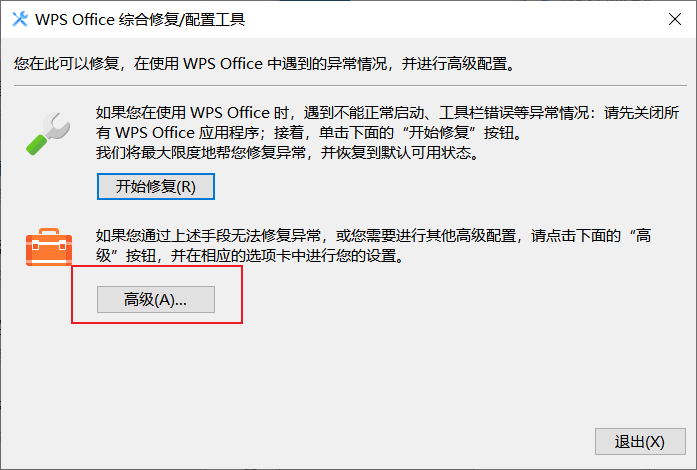 WPS Office 综合修复/配置工具
您在此可以修复，在使用 WPS Office 中遇到的异常情况，并进行高级配置。
如果您在使用 WPS Office 时，遇到不能正常启动、工具栏错误等异常情况：请先关闭所
有 WPS Office 应用程序；接着，单击下面的“开始修复”按钮。
我们将最大限度地帮您修复异常，并恢复到默认可用状态。
开始修复(R)
如果您通过上述手段无法修复异常，或您需要进行其他高级配置，请点击下面的“高
级”按钮，并在相应的选项卡中进行您的设置。
高级(A)...
退出(X)